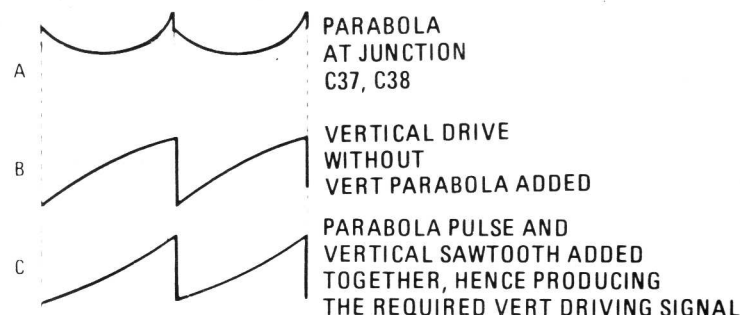 A
PARABOLA
AT JUNCTION
C37, C38
B
VERTICAL DRIVE
WITHOUT
VERT PARABOLA ADDED
C
PARABOLA PULSE AND
VERTICAL SAWTOOTH ADDED
TOGETHER, HENCE PRODUCING
THE REQUIRED VERT DRIVING SIGNAL